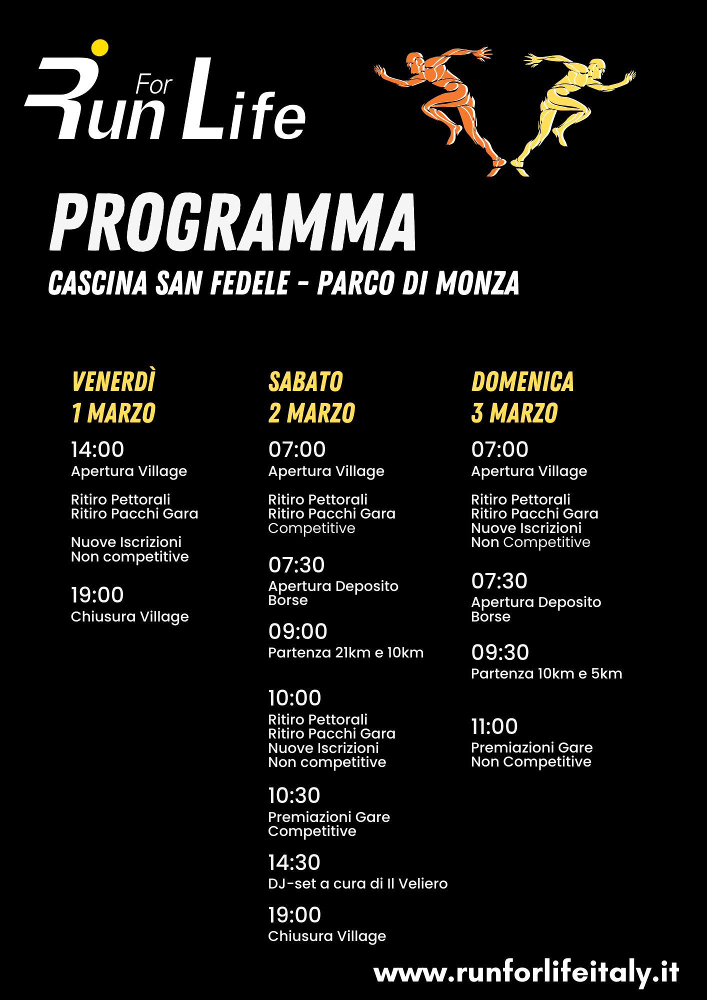 Run For Life
PROGRAMMA
CASCINA SAN FEDELE - PARCO DI MONZA
VENERDÌ
1 MARZO
14:00
Apertura Village
Ritiro Pettorali
Ritiro Pacchi Gara
Nuove Iscrizioni
Non competitive
19:00
Chiusura Village
SABATO
2 MARZO
07:00
Apertura Village
Ritiro Pettorali
Ritiro Pacchi Gara
Competitive
07:30
Apertura Deposito
Borse
09:00
Partenza 21km e 10km
10:00
Ritiro Pettorali
Ritiro Pacchi Gara
Nuove Iscrizioni
Non competitive
10:30
Premiazioni Gare
Competitive
14:30
DJ-set a cura di Il Veliero
19:00
Chiusura Village
DOMENICA
3 MARZO
07:00
Apertura Village
Ritiro Pettorali
Ritiro Pacchi Gara
Nuove Iscrizioni
Non Competitive
07:30
Apertura Deposito
Borse
09:30
Partenza 10km e 5km
11:00
Premiazioni Gare
Non Competitive
www.runforlifeitaly.it